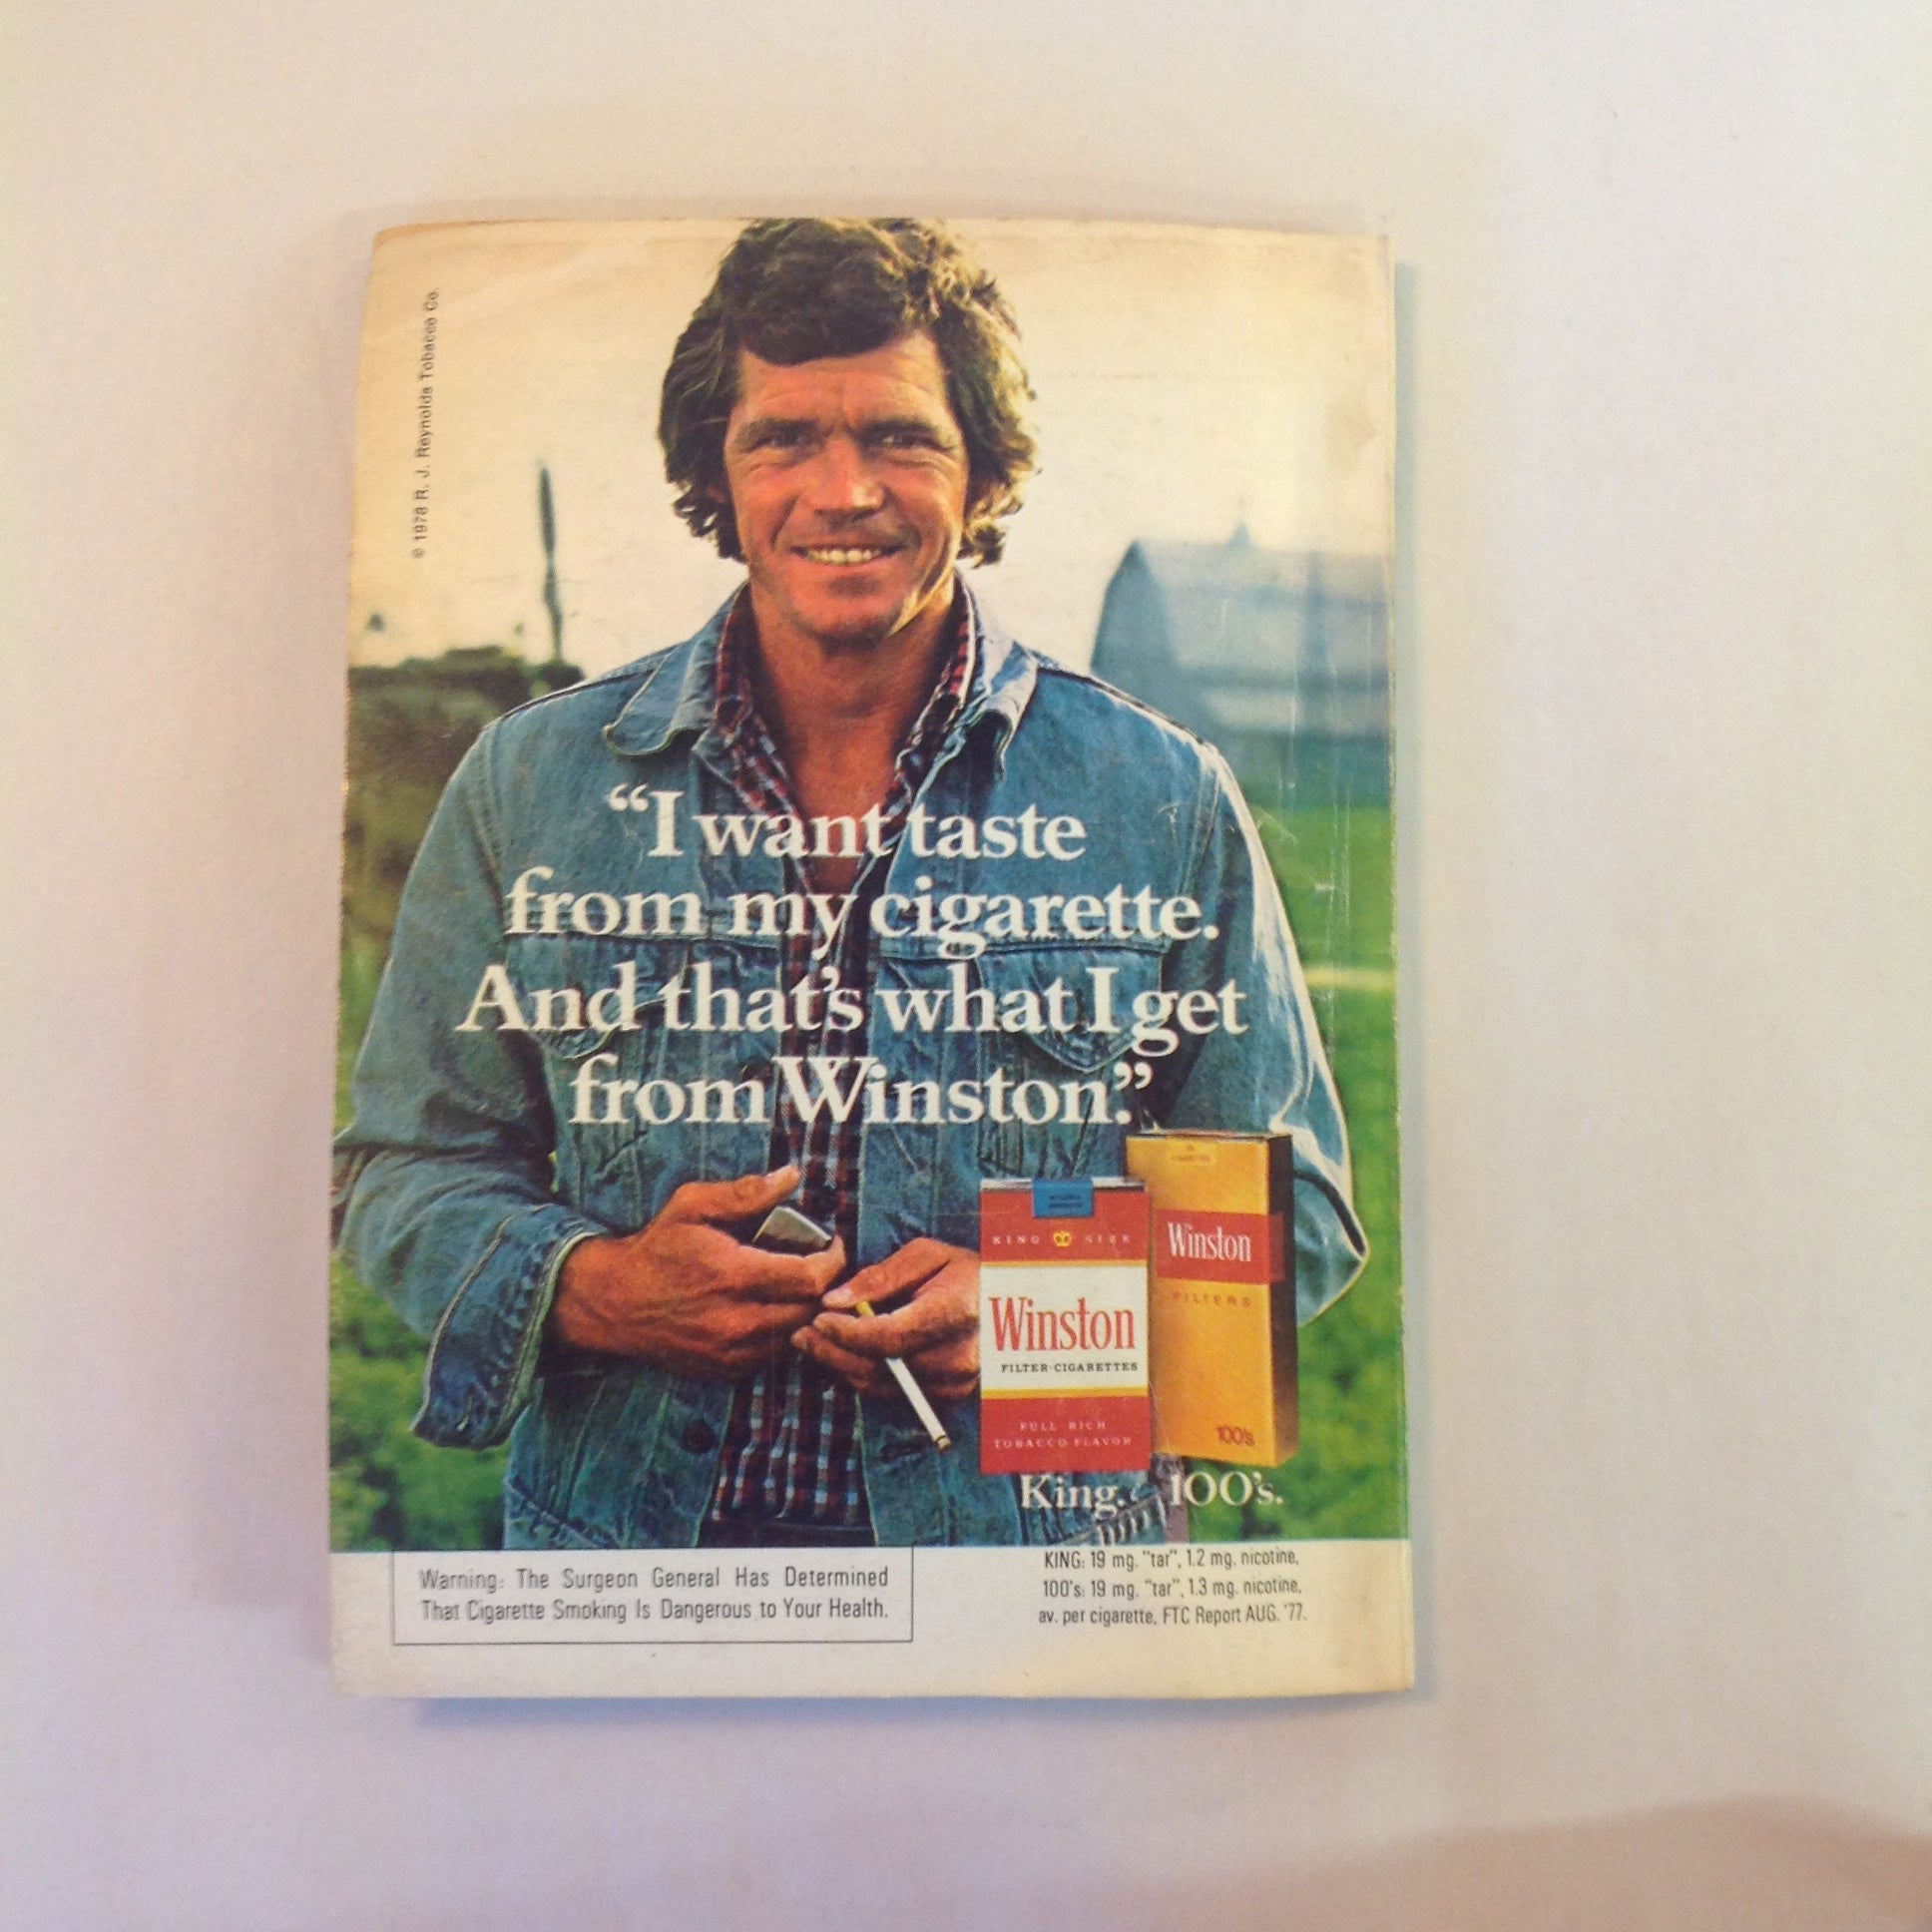 © 1978 R. J. Reynolds Tobacco Co.
“I want taste
from my cigarette.
And that’s what I get
from Winston.”
KING SIZE
Winston
FILTER·CIGARETTES
FULL RICH
TOBACCO FLAVOR
Winston
FILTERS
100's
King. 100’s.
Warning: The Surgeon General Has Determined
That Cigarette Smoking Is Dangerous to Your Health.
KING: 19 mg. "tar", 1.2 mg. nicotine,
100's: 19 mg. "tar", 1.3 mg. nicotine,
av. per cigarette, FTC Report AUG. '77.